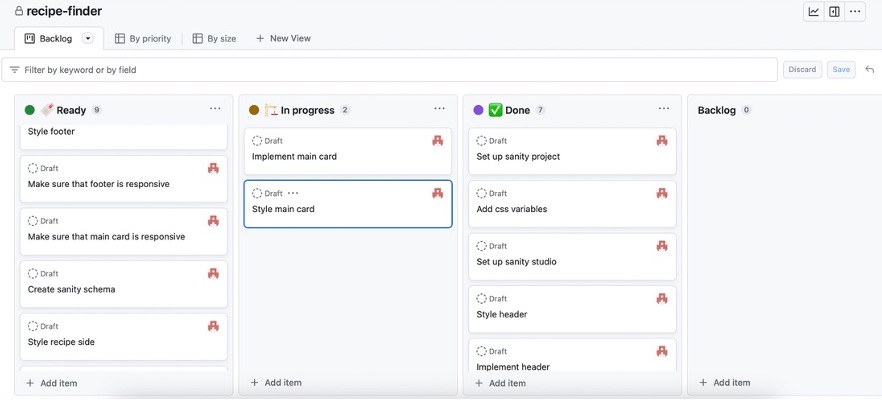 recipe-finder
Backlog
By priority
By size
New View
Filter by keyword or by field
Discard
Save
Ready 9
Style footer
Draft
Make sure that footer is responsive
Draft
Make sure that main card is responsive
Draft
Create sanity schema
Draft
Style recipe side
+ Add item
In progress 2
Draft
Implement main card
Draft
Style main card
+ Add item
Done 7
Draft
Set up sanity project
Draft
Add css variables
Draft
Set up sanity studio
Draft
Style header
Draft
Implement header
+ Add item
Backlog 0
+ Add item